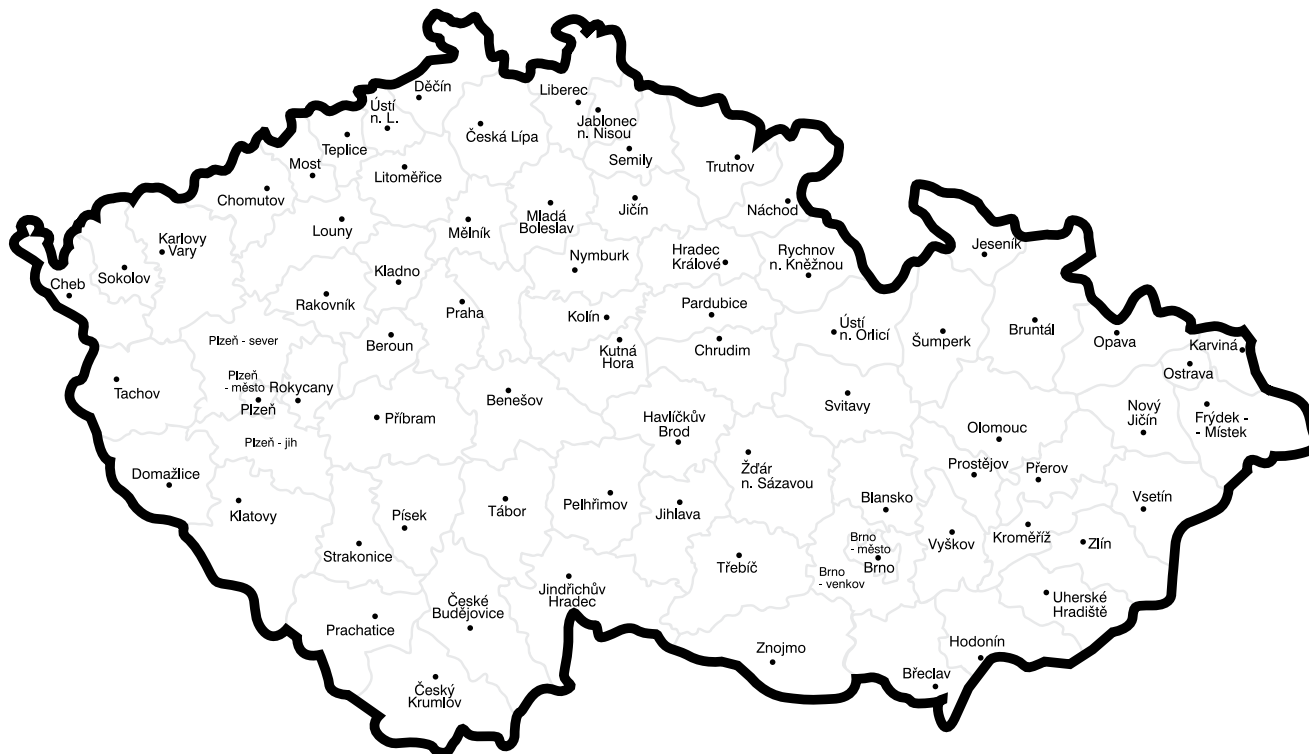 Děčín
Liberec
Ústí
n. L.
Jablonec
n. Nisou
Česká Lípa
Teplice
Semily
Most
Trutnov
Litoměřice
Chomutov
Jičín
Náchod
Mladá
Boleslav
Louny
Mělník
Karlovy
Vary
Hradec
Králové
Rychnov
n. Kněžnou
Jeseník
Nymburk
Kladno
Sokolov
Cheb
Rakovník
Praha
Pardubice
Kolín
Ústí
n. Orlicí
Bruntál
Šumperk
Opava
Plzeň - sever
Beroun
Kutná
Hora
Chrudim
Karviná
Ostrava
Plzeň
- město
Rokycany
Tachov
Plzeň
Benešov
Svitavy
Příbram
Havlíčkův
Brod
Nový
Jičín
Frýdek -
- Místek
Olomouc
Plzeň - jih
Domažlice
Žďár
n. Sázavou
Prostějov
Přerov
Vsetín
Blansko
Klatovy
Písek
Tábor
Pelhřimov
Jihlava
Strakonice
Brno
- město
Vyškov
Kroměříž
Zlín
Třebíč
Brno
Brno
- venkov
Jindřichův
Hradec
České
Budějovice
Uherské
Hradiště
Prachatice
Znojmo
Hodonín
Břeclav
Český
Krumlov